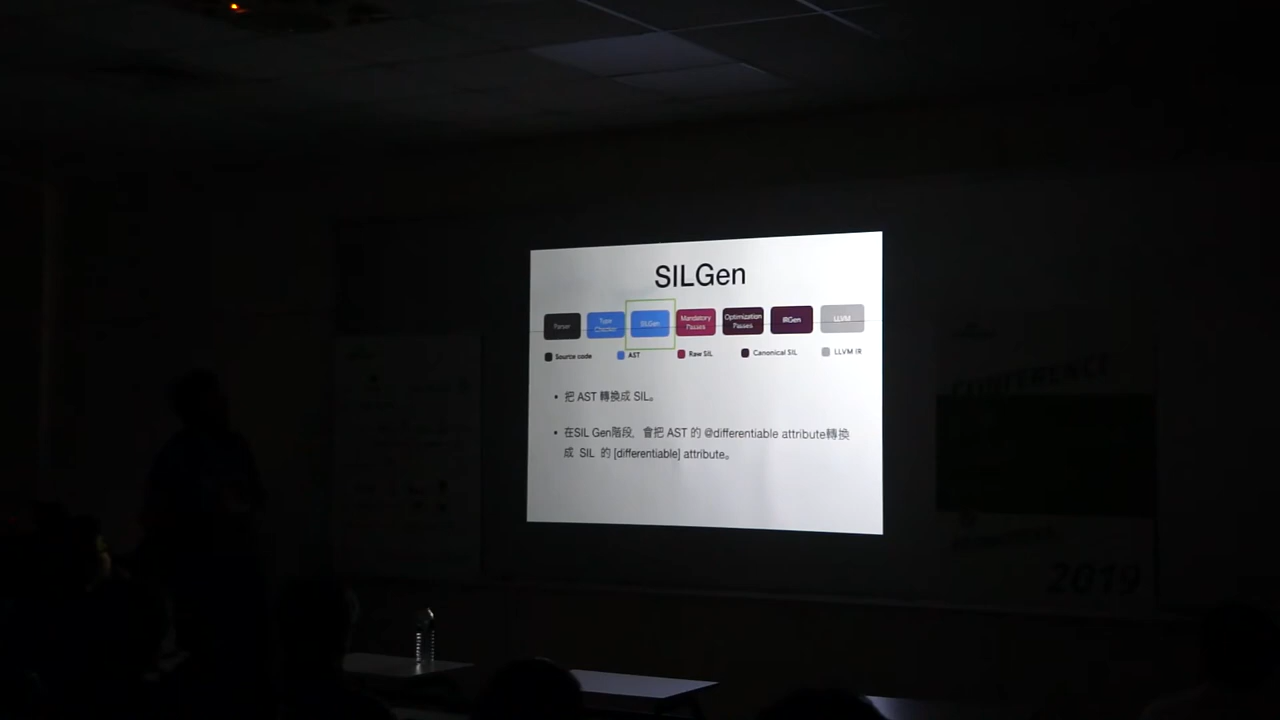 SILGen
Parser
Type
Checker
SILGen
Mandatory
Passes
Optimization
Passes
IRGen
LLVM
Source code
AST
Raw SIL
Canonical SIL
LLVM IR
• 把 AST 轉換成 SIL。
• 在SIL Gen階段, 會把 AST 的 @differentiable attribute轉換
成 SIL 的 [differentiable] attribute。
CONFERENCE
2019